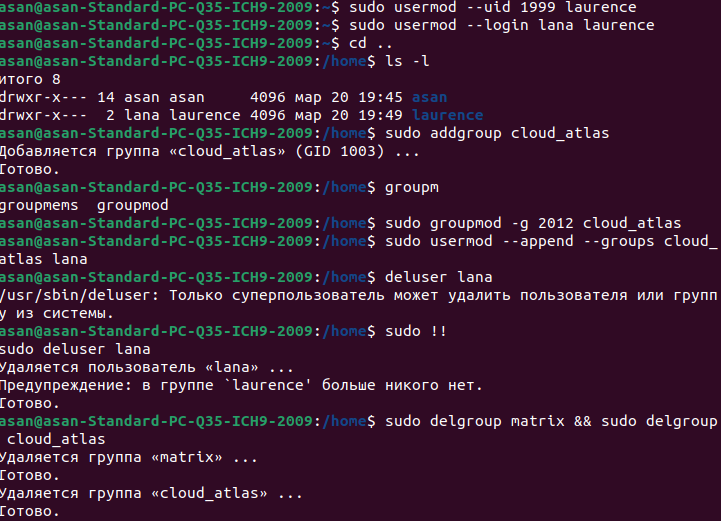 asan@asan-Standard-PC-Q35-ICH9-2009:~$ sudo usermod --uid 1999 laurence
asan@asan-Standard-PC-Q35-ICH9-2009:~$ sudo usermod --login lana laurence
asan@asan-Standard-PC-Q35-ICH9-2009:~$ cd ..
asan@asan-Standard-PC-Q35-ICH9-2009:/home$ ls -l
итого 8
drwxr-x--- 14 asan asan     4096 мар 20 19:45 asan
drwxr-x---  2 lana laurence 4096 мар 20 19:49 laurence
asan@asan-Standard-PC-Q35-ICH9-2009:/home$ sudo addgroup cloud_atlas
Добавляется группа «cloud_atlas» (GID 1003) ...
Готово.
asan@asan-Standard-PC-Q35-ICH9-2009:/home$ groupm
groupmems  groupmod
asan@asan-Standard-PC-Q35-ICH9-2009:/home$ sudo groupmod -g 2012 cloud_atlas
asan@asan-Standard-PC-Q35-ICH9-2009:/home$ sudo usermod --append --groups cloud_
atlas lana
asan@asan-Standard-PC-Q35-ICH9-2009:/home$ deluser lana
/usr/sbin/deluser: Только суперпользователь может удалить пользователя или групп
у из системы.
asan@asan-Standard-PC-Q35-ICH9-2009:/home$ sudo !!
sudo deluser lana
Удаляется пользователь «lana» ...
Предупреждение: в группе `laurence' больше никого нет.
Готово.
asan@asan-Standard-PC-Q35-ICH9-2009:/home$ sudo delgroup matrix && sudo delgroup
 cloud_atlas
Удаляется группа «matrix» ...
Готово.
Удаляется группа «cloud_atlas» ...
Готово.